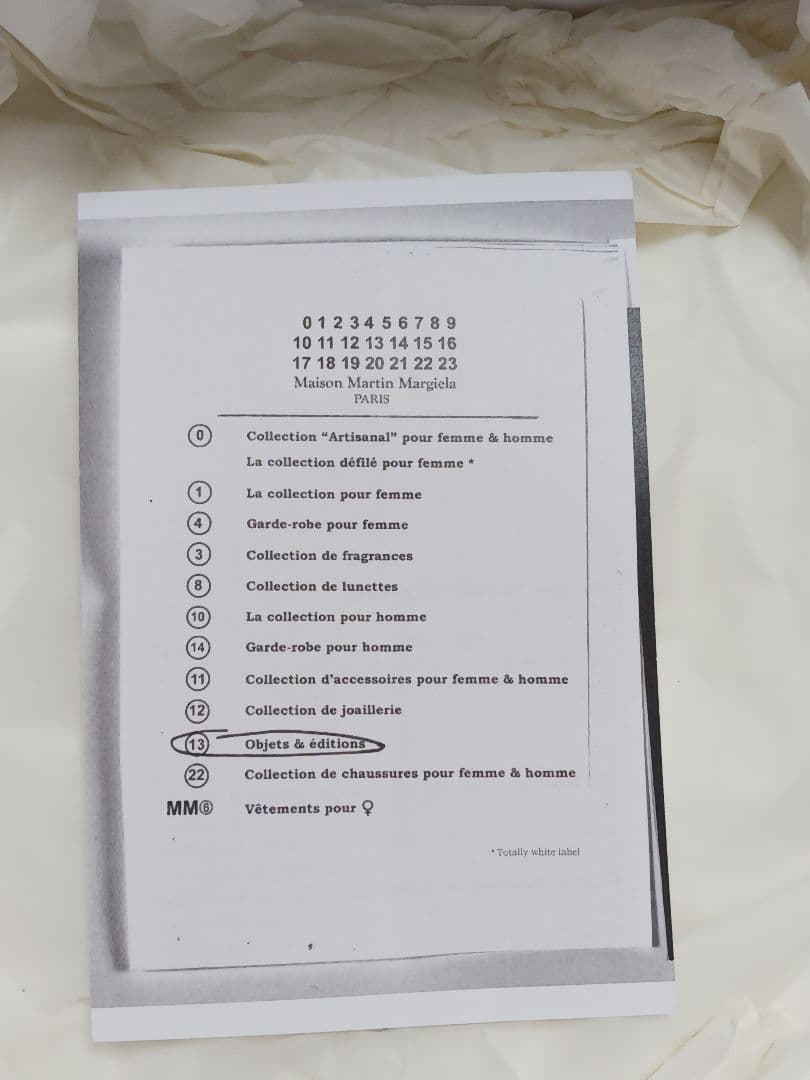 0 1 2 3 4 5 6 7 8 9
10 11 12 13 14 15 16
17 18 19 20 21 22 23
Maison Martin Margiela
PARIS
0 Collection “Artisanal” pour femme & homme
La collection défilé pour femme *
1 La collection pour femme
4 Garde-robe pour femme
3 Collection de fragrances
8 Collection de lunettes
10 La collection pour homme
14 Garde-robe pour homme
11 Collection d’accessoires pour femme & homme
12 Collection de joaillerie
13 Objets & éditions
22 Collection de chaussures pour femme & homme
MM⑥ Vêtements pour ♀
* Totally white label